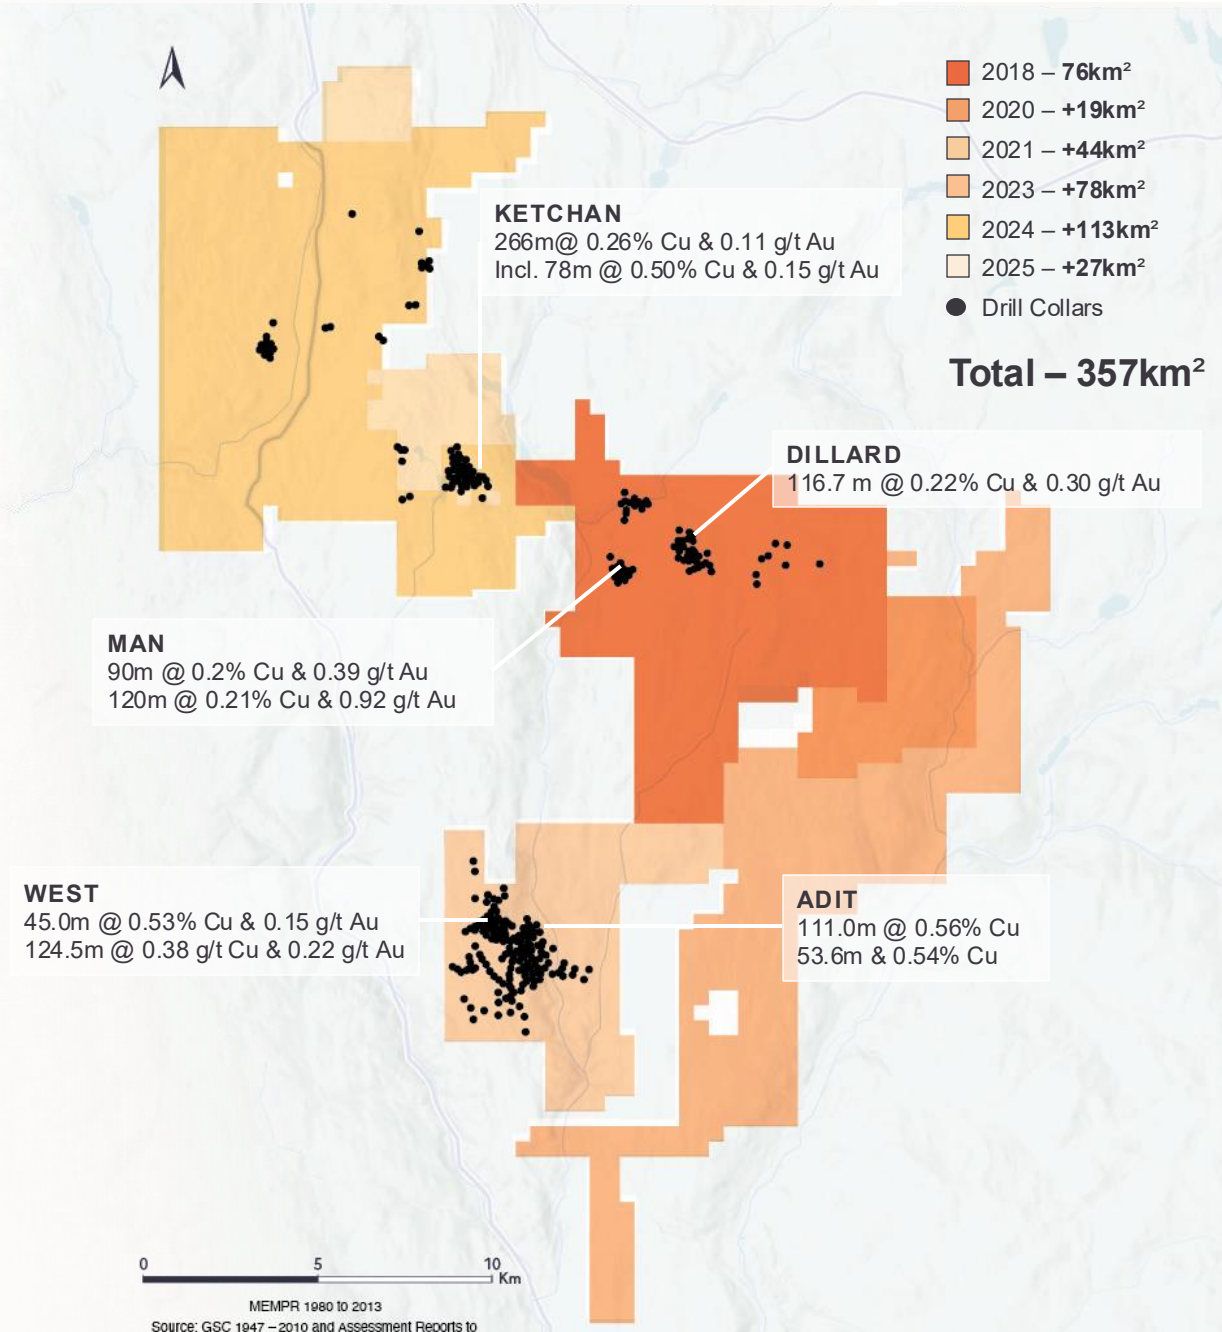 2018 – 76km²
2020 – +19km²
2021 – +44km²
2023 – +78km²
2024 – +113km²
2025 – +27km²
Drill Collars
Total – 357km²
KETCHAN
266m@ 0.26% Cu & 0.11 g/t Au
Incl. 78m @ 0.50% Cu & 0.15 g/t Au
DILLARD
116.7 m @ 0.22% Cu & 0.30 g/t Au
MAN
90m @ 0.2% Cu & 0.39 g/t Au
120m @ 0.21% Cu & 0.92 g/t Au
WEST
45.0m @ 0.53% Cu & 0.15 g/t Au
124.5m @ 0.38 g/t Cu & 0.22 g/t Au
ADIT
111.0m @ 0.56% Cu
53.6m & 0.54% Cu
0 5 10
Km
MEMPR 1980 to 2013
Source: GSC 1947 – 2010 and Assessment Reports to